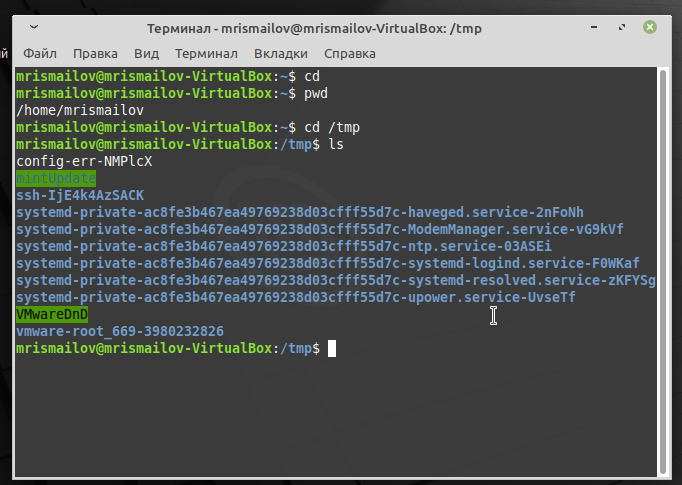 Терминал - mrismailov@mrismailov-VirtualBox: /tmp
ий
Файл Правка Вид Терминал Вкладки Справка
mrismailov@mrismailov-VirtualBox:~$ cd
mrismailov@mrismailov-VirtualBox:~$ pwd
/home/mrismailov
mrismailov@mrismailov-VirtualBox:~$ cd /tmp
mrismailov@mrismailov-VirtualBox:/tmp$ ls
config-err-NMPlcX
mintUpdate
ssh-IjE4k4AzSACK
systemd-private-ac8fe3b467ea49769238d03cfff55d7c-haveged.service-2nFoNh
systemd-private-ac8fe3b467ea49769238d03cfff55d7c-ModemManager.service-vG9kVf
systemd-private-ac8fe3b467ea49769238d03cfff55d7c-ntp.service-03ASEi
systemd-private-ac8fe3b467ea49769238d03cfff55d7c-systemd-logind.service-F0WKaf
systemd-private-ac8fe3b467ea49769238d03cfff55d7c-systemd-resolved.service-zKFYSg
systemd-private-ac8fe3b467ea49769238d03cfff55d7c-upower.service-UvseTf
VMwareDnD
vmware-root_669-3980232826
mrismailov@mrismailov-VirtualBox:/tmp$